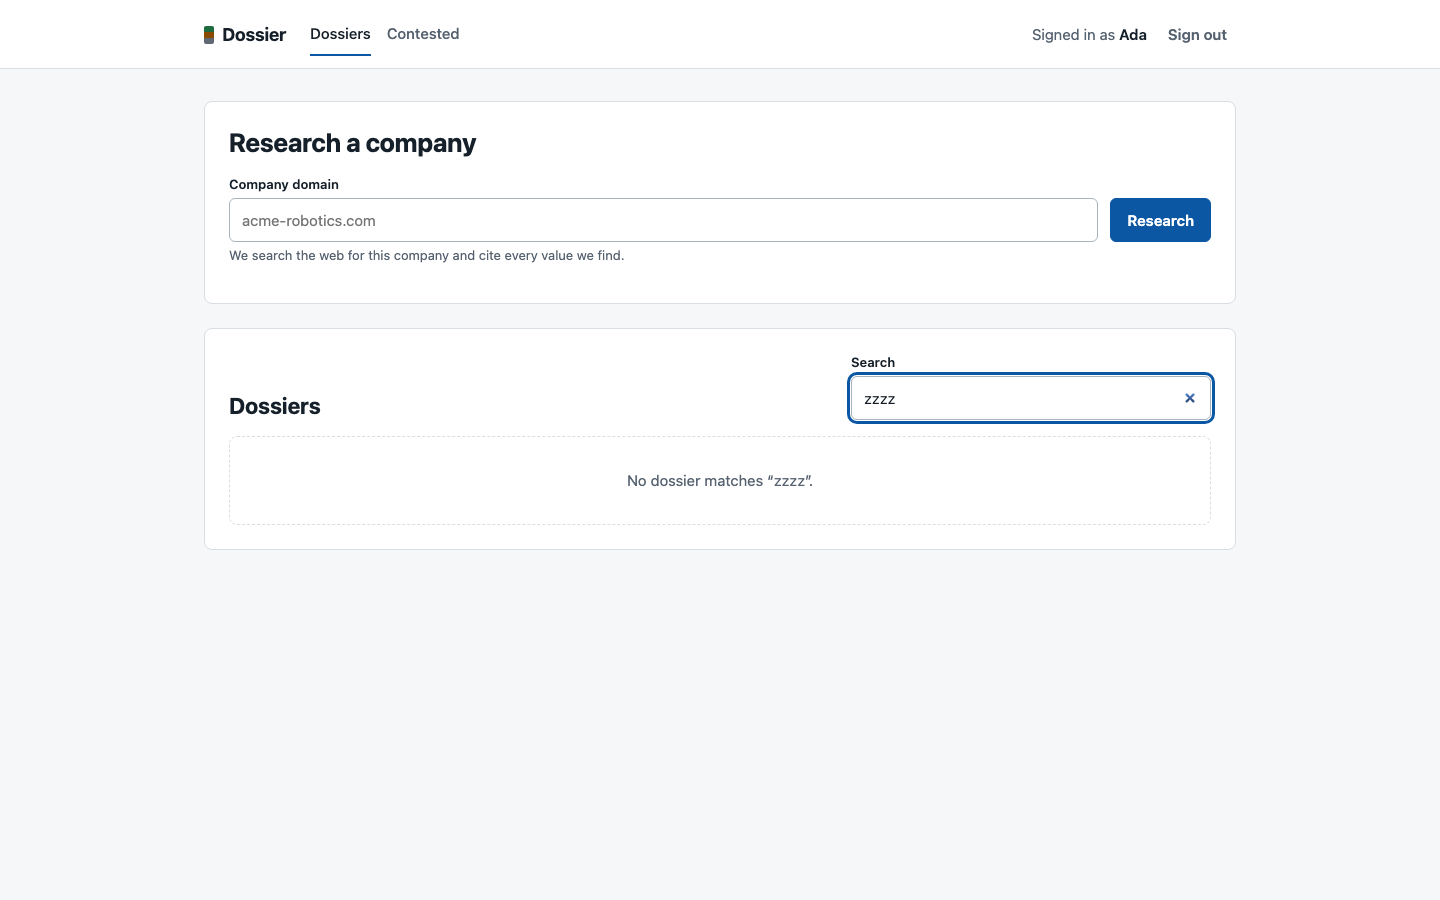 Dossier Dossiers Contested Signed in as Ada Sign out
Research a company
Company domain
acme-robotics.com Research
We search the web for this company and cite every value we find.
Search
zzzz
Dossiers
No dossier matches “zzzz”.